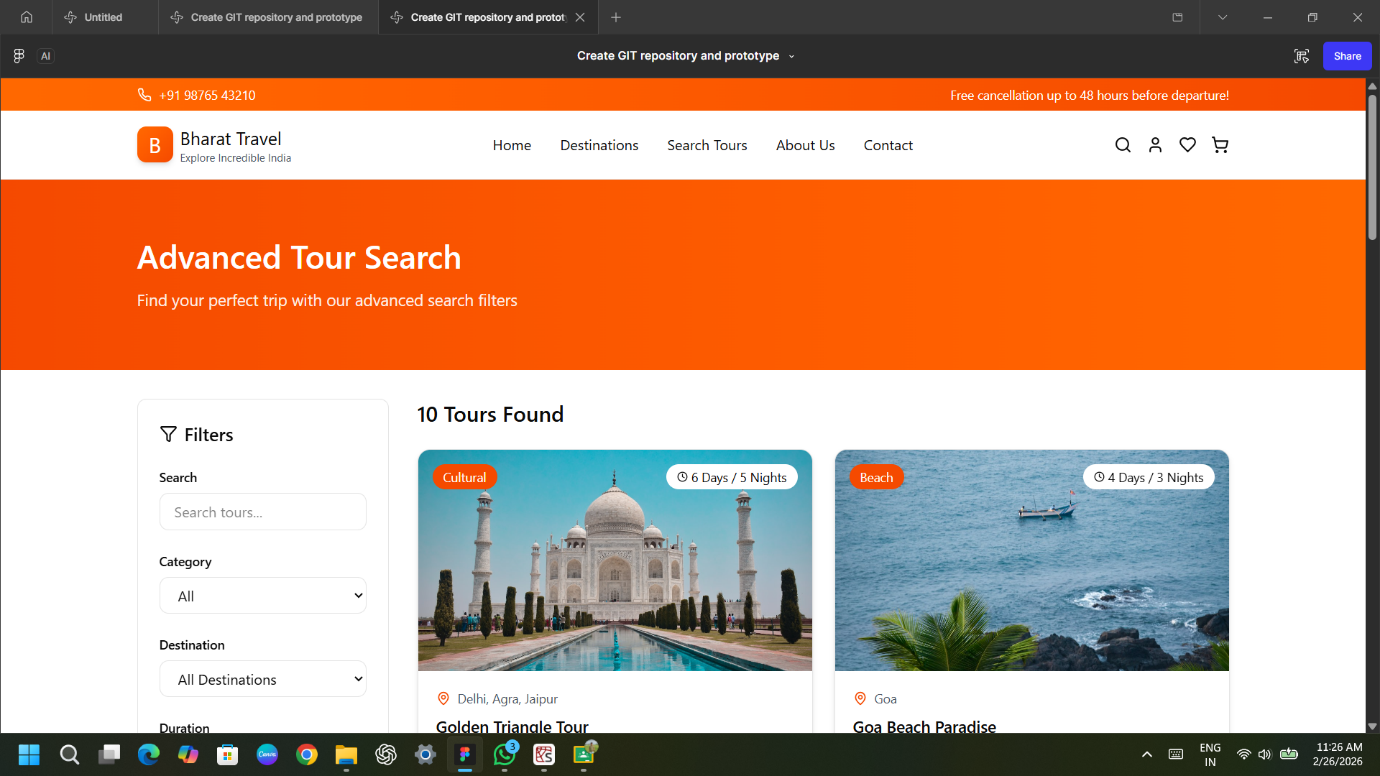 Untitled
Create GIT repository and prototype
Create GIT repository and protot
AI
Create GIT repository and prototype
Share
+91 98765 43210
Free cancellation up to 48 hours before departure!
B
Bharat Travel
Explore Incredible India
Home
Destinations
Search Tours
About Us
Contact
Advanced Tour Search
Find your perfect trip with our advanced search filters
Filters
Search
Search tours...
Category
All
Destination
All Destinations
Duration
10 Tours Found
Cultural
6 Days / 5 Nights
Delhi, Agra, Jaipur
Golden Triangle Tour
Beach
4 Days / 3 Nights
Goa
Goa Beach Paradise
Canva
3
ENG
IN
11:26 AM
2/26/2026